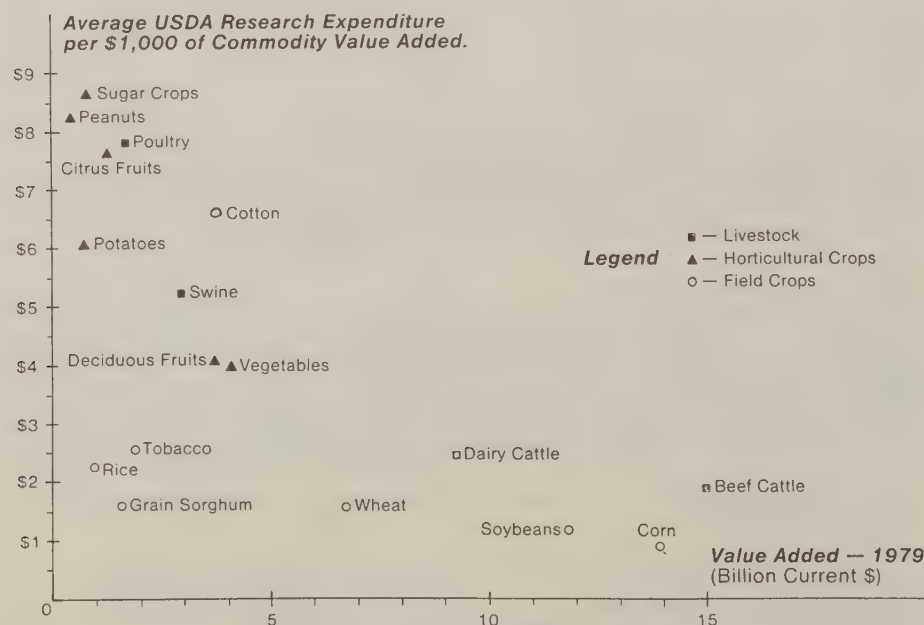 Average USDA Research Expenditure
per $1,000 of Commodity Value Added.
$9
Sugar Crops
Peanuts
$8
Poultry
Citrus Fruits
$7
Cotton
$6
Potatoes
Legend
— Livestock
— Horticultural Crops
— Field Crops
Swine
$5
$4
Deciduous Fruits
Vegetables
$3
Tobacco
Dairy Cattle
Rice
$2
Beef Cattle
Grain Sorghum
Wheat
Soybeans
Corn
$1
Value Added — 1979
(Billion Current $)
0
5
10
15